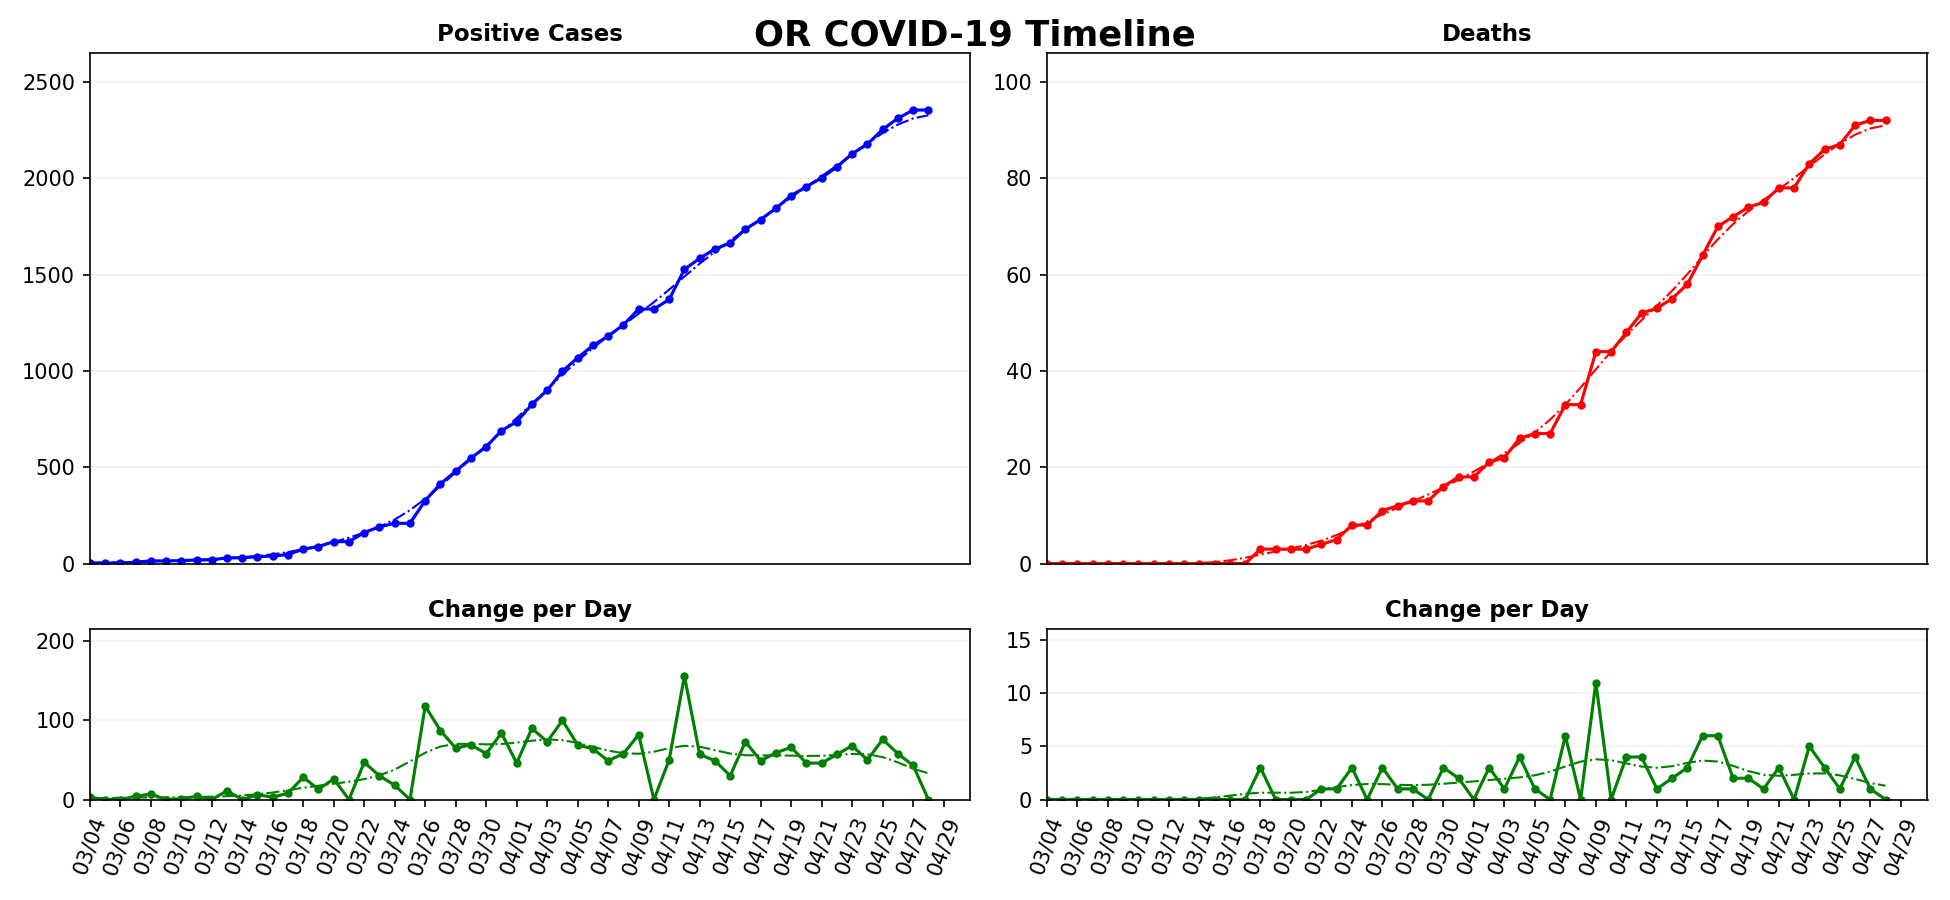 OR COVID-19 Timeline
Positive Cases
Deaths
2500
2000
1500
1000
500
0
100
80
60
40
20
0
Change per Day
Change per Day
200
100
0
15
10
5
0
03/04 03/06 03/08 03/10 03/12 03/14 03/16 03/18 03/20 03/22 03/24 03/26 03/28 03/30 04/01 04/03 04/05 04/07 04/09 04/11 04/13 04/15 04/17 04/19 04/21 04/23 04/25 04/27 04/29
03/04 03/06 03/08 03/10 03/12 03/14 03/16 03/18 03/20 03/22 03/24 03/26 03/28 03/30 04/01 04/03 04/05 04/07 04/09 04/11 04/13 04/15 04/17 04/19 04/21 04/23 04/25 04/27 04/29